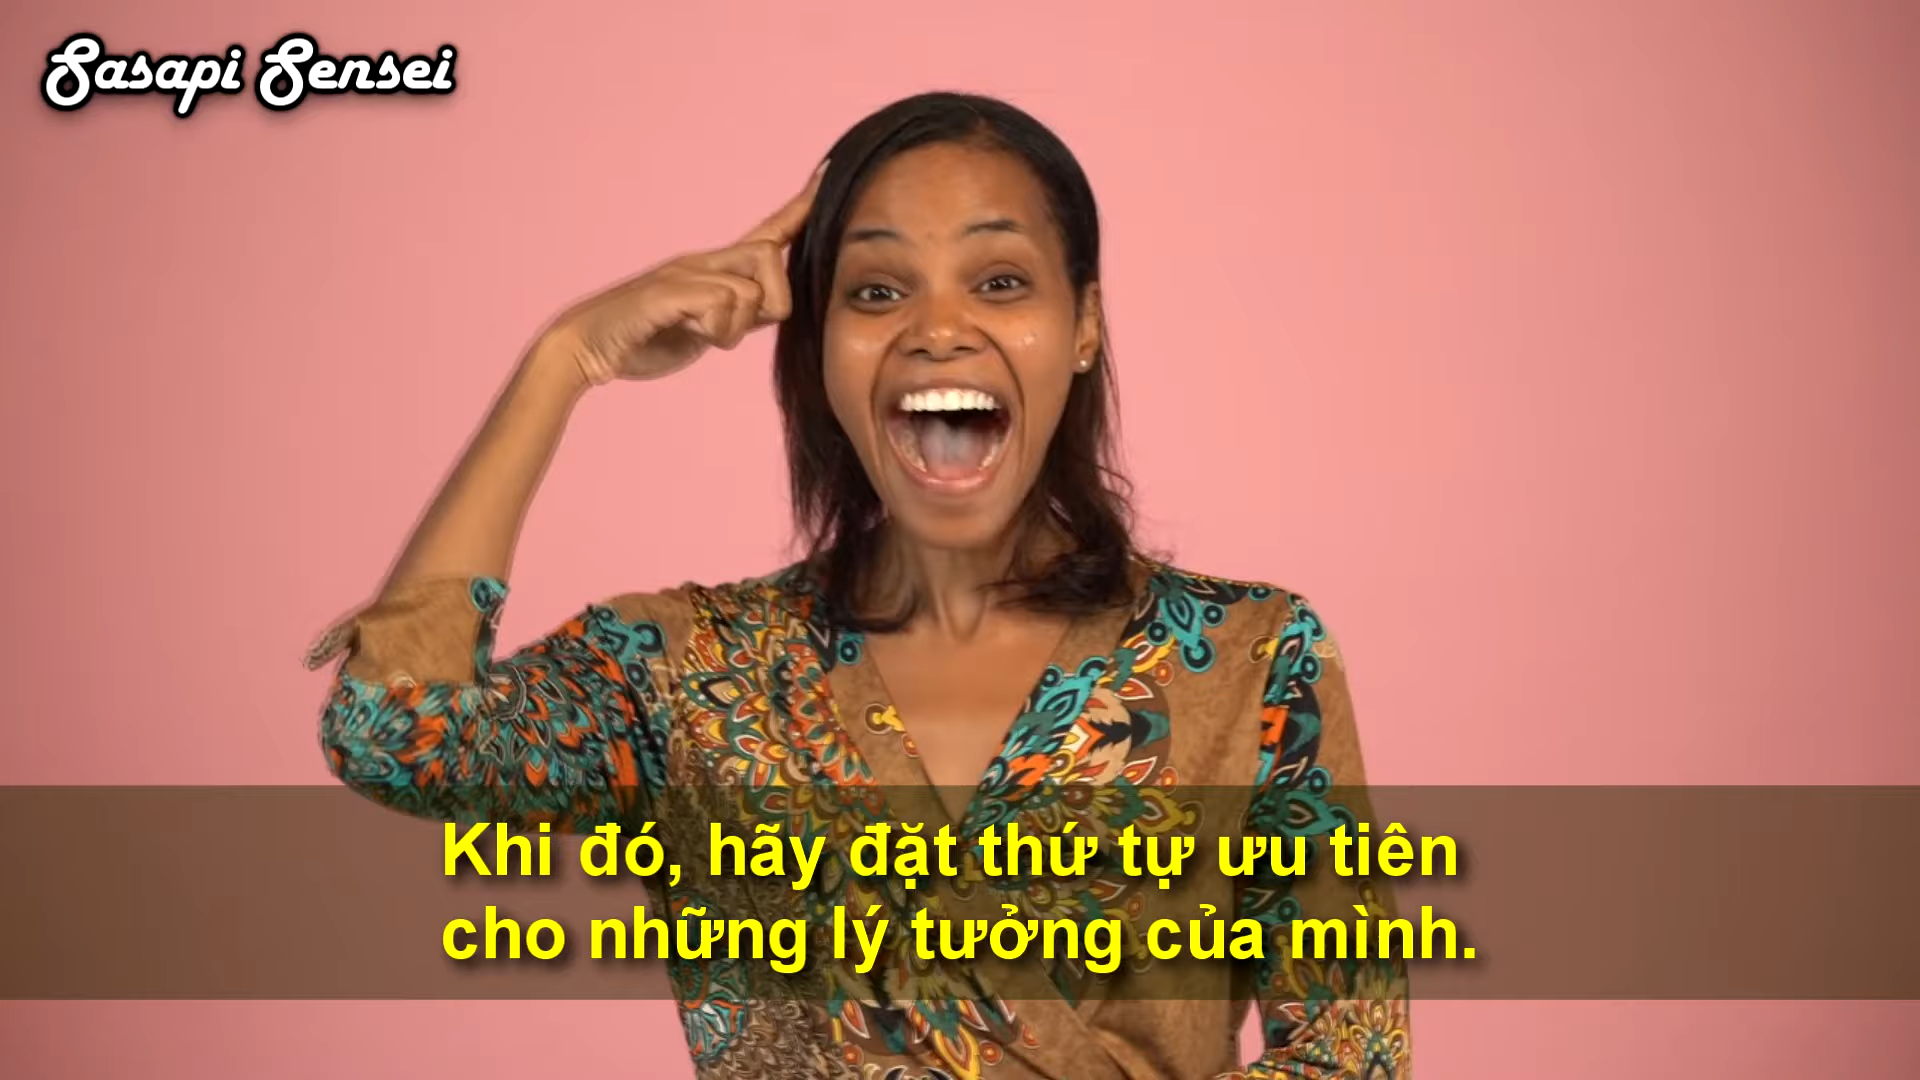 Sasapi Sensei
Khi đó, hãy đặt thứ tự ưu tiên
cho những lý tưởng của mình.